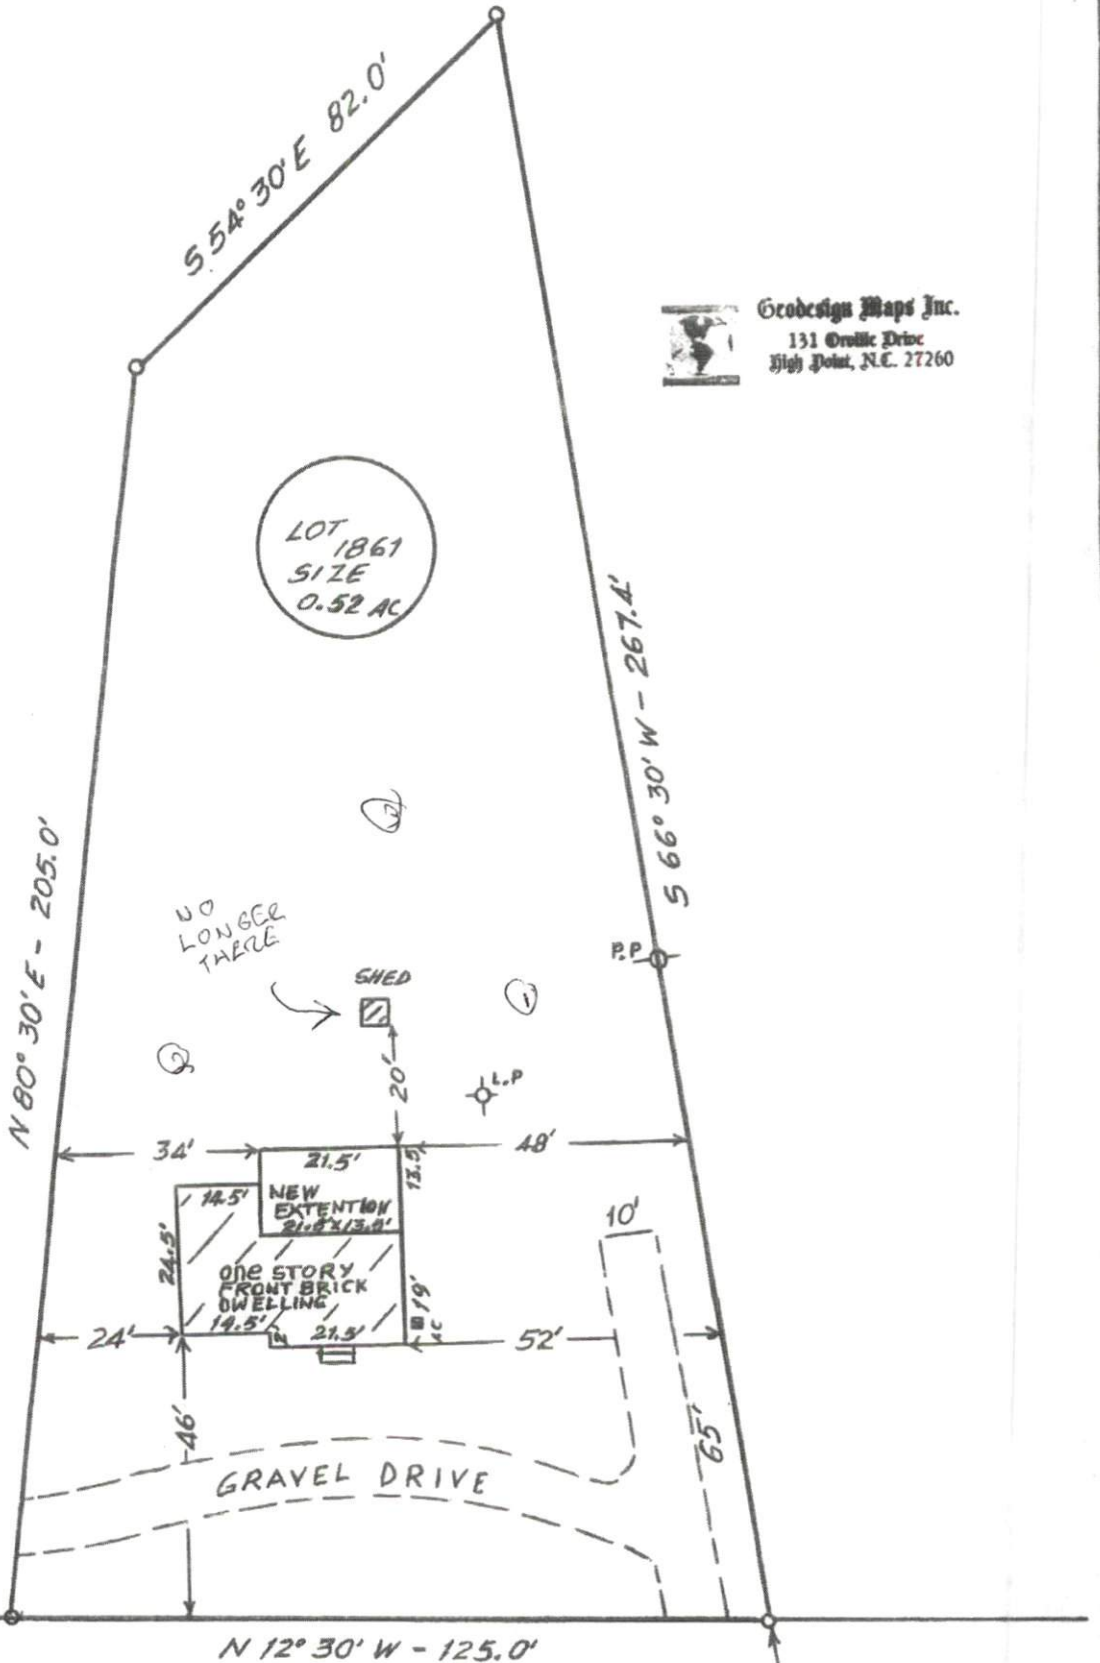 S 54° 30' E 82.0'
Geodesign Maps Inc.
131 Orville Drive
High Point, N.C. 27260
LOT
1861
SIZE
0.52 AC
S 66° 30' W - 267.4'
N 80° 30' E - 205.0'
NO
LONGER
THERE
SHED
P.P
20'
L.P
34'
48'
21.5'
13.5'
14.5'
NEW
EXTENTION
21.5' X 13.5'
10'
24.5'
one STORY
FRONT BRICK
DWELLING
14.5'
2'
21.5'
19'
AC
24'
52'
46'
65'
GRAVEL DRIVE
N 12° 30' W - 125.0'